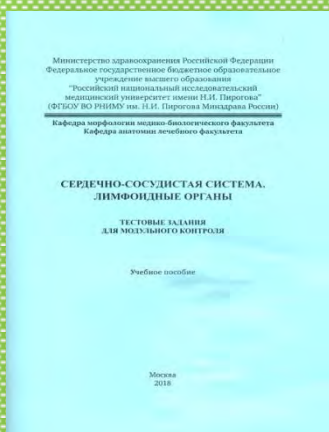 Министерство здравоохранения Российской Федерации
Федеральное государственное бюджетное образовательное
учреждение высшего образования
"Российский национальный исследовательский
медицинский университет имени Н.И. Пирогова"
(ФГБОУ ВО РНИМУ им. Н.И. Пирогова Минздрава России)
Кафедра морфологии медико-биологического факультета
Кафедра анатомии лечебного факультета
СЕРДЕЧНО-СОСУДИСТАЯ СИСТЕМА.
ЛИМФОИДНЫЕ ОРГАНЫ
ТЕСТОВЫЕ ЗАДАНИЯ
ДЛЯ МОДУЛЬНОГО КОНТРОЛЯ
Учебное пособие
Москва
2018